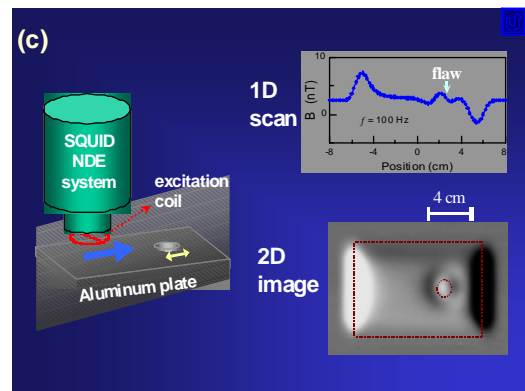 (c)
SQUID
NDE
system
excitation
coil
Aluminum plate
1D
scan
10
0
B (nT)
flaw
f = 100 Hz
-8 -4 0 4 8
Position (cm)
4 cm
2D
image